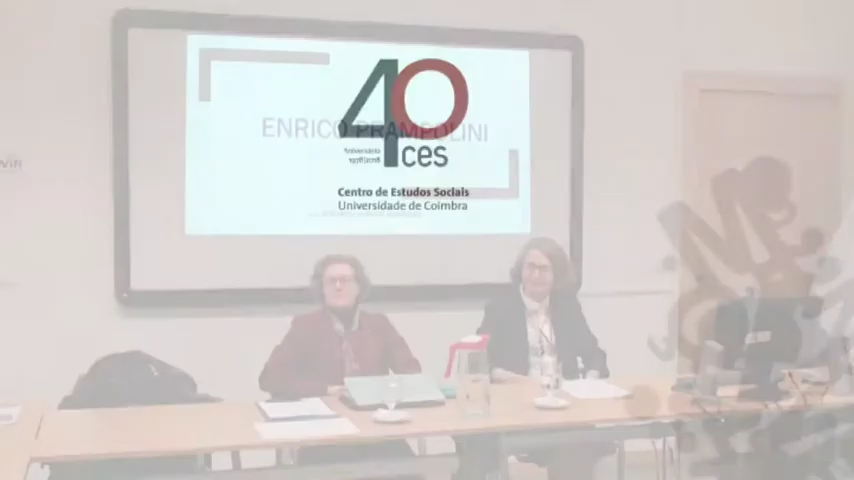 ENRICO PRAMPOLINI
40
Aniversário
1978|2018
ces
Centro de Estudos Sociais
Universidade de Coimbra